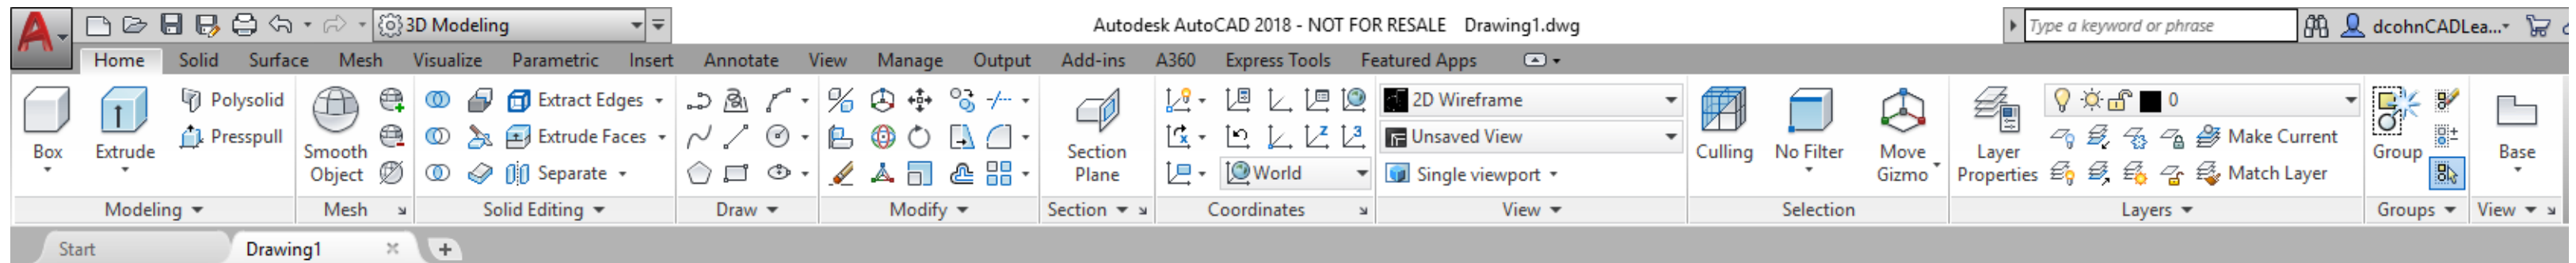 3D Modeling Autodesk AutoCAD 2018 - NOT FOR RESALE Drawing1.dwg Type a keyword or phrase dcohnCADLea...
Home Solid Surface Mesh Visualize Parametric Insert Annotate View Manage Output Add-ins A360 Express Tools Featured Apps
Polysolid Extract Edges 2D Wireframe 0
Presspull Extrude Faces Unsaved View Make Current
Box Extrude Smooth Object Section Plane Culling No Filter Move Gizmo Layer Properties Group Base
Separate World Single viewport Match Layer
Modeling Mesh Solid Editing Draw Modify Section Coordinates View Selection Layers Groups View
Start Drawing1